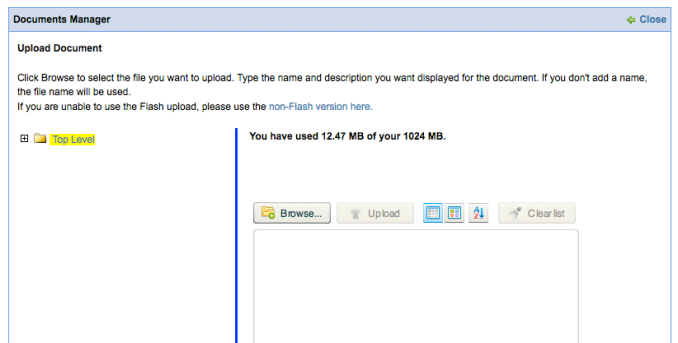 Documents Manager
Close
Upload Document
Click Browse to select the file you want to upload. Type the name and description you want displayed for the document. If you don't add a name,
the file name will be used.
If you are unable to use the Flash upload, please use the non-Flash version here.
Top Level
You have used 12.47 MB of your 1024 MB.
Browse...
Upload
A
Z
Clear list